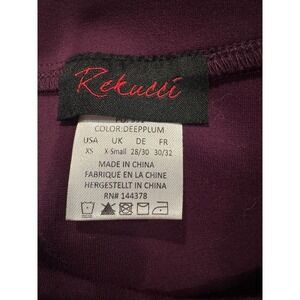 Rekucci
COLOR:DEEPPLUM
USA UK DE FR
XS X-Small 28/30 30/32
MADE IN CHINA
FABRIQUE EN LA CHINE
HERGESTELLT IN CHINA
RN# 144378